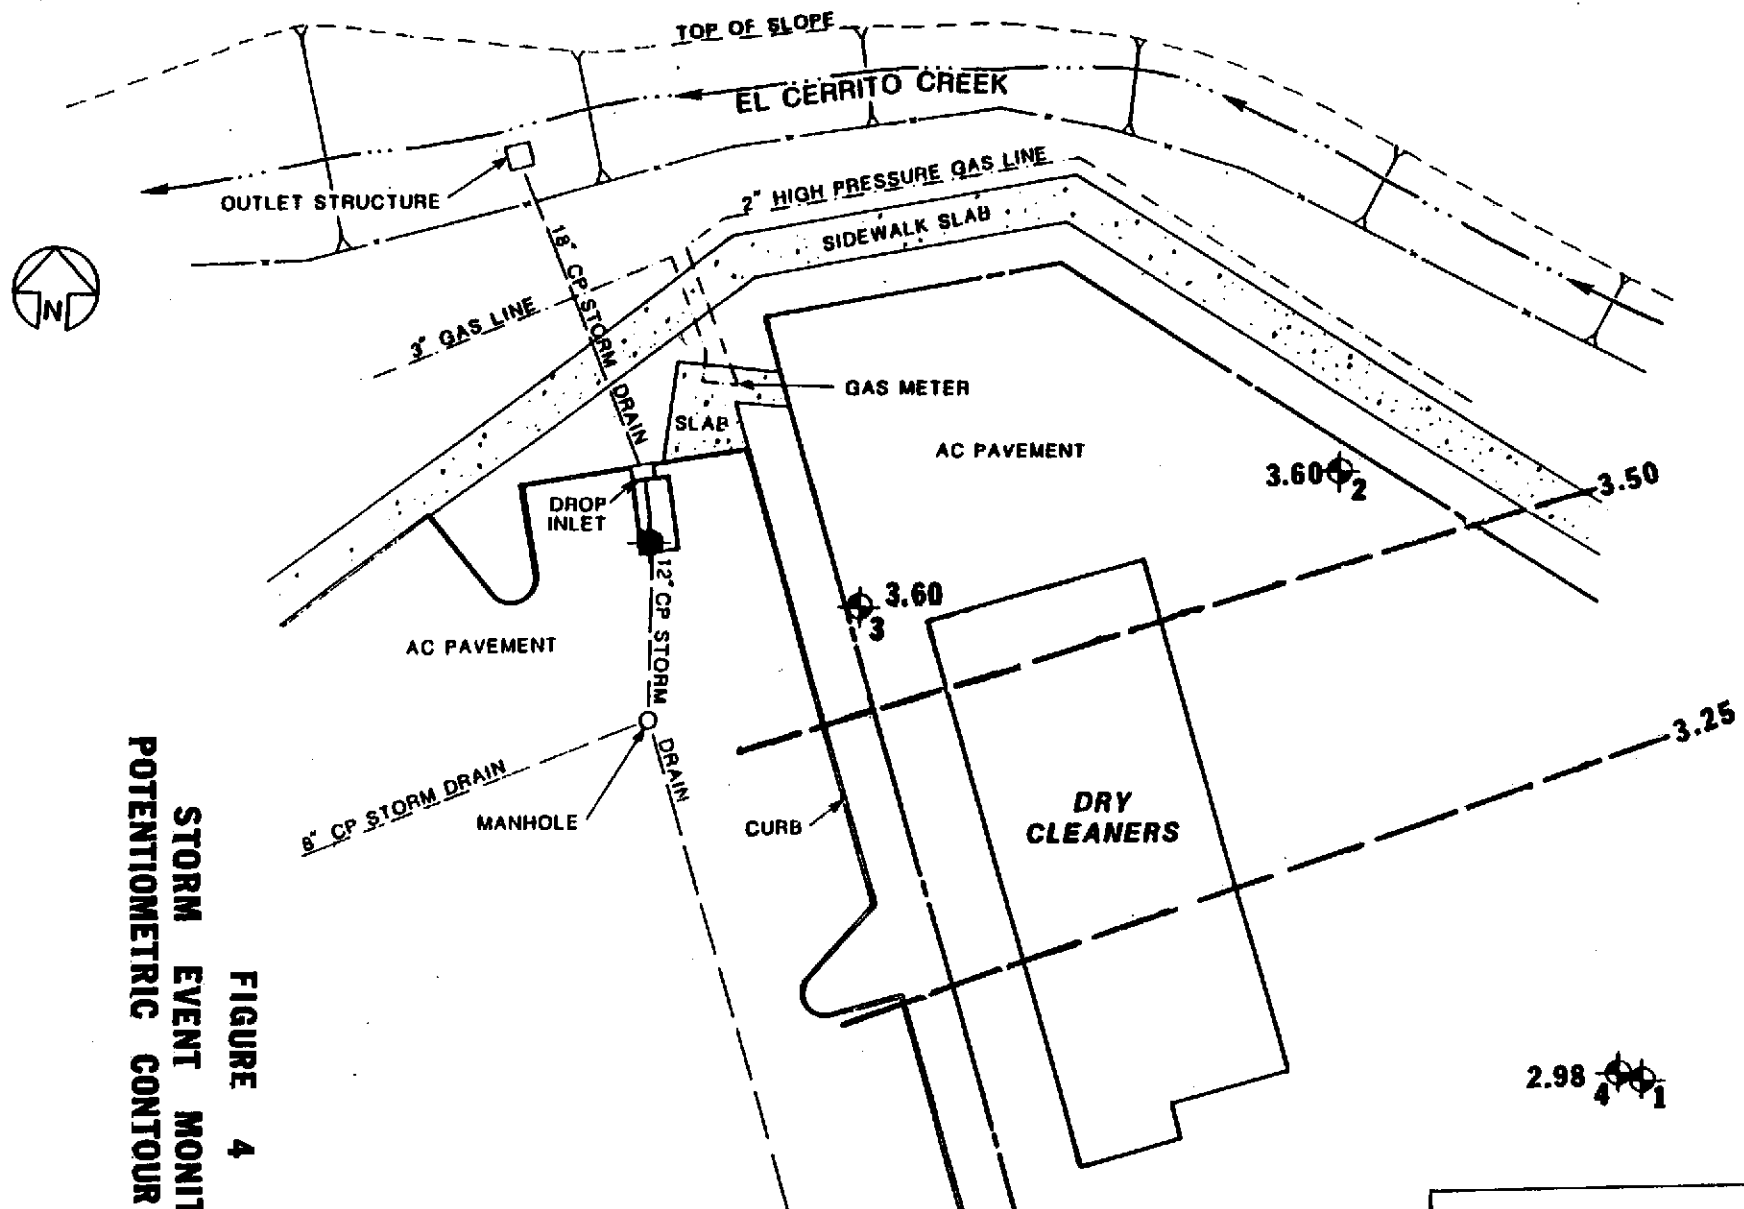 TOP OF SLOPE
EL CERRITO CREEK
OUTLET STRUCTURE
2" HIGH PRESSURE GAS LINE
SIDEWALK SLAB
18" CP STORM DRAIN
N
3" GAS LINE
GAS METER
SLAB
AC PAVEMENT
3.60
2
3.50
DROP
INLET
12" CP STORM DRAIN
3.60
3
AC PAVEMENT
3.25
8" CP STORM DRAIN
MANHOLE
CURB
DRY
CLEANERS
2.98
4
1
FIGURE 4
STORM EVENT MONIT
POTENTIOMETRIC CONTOUR